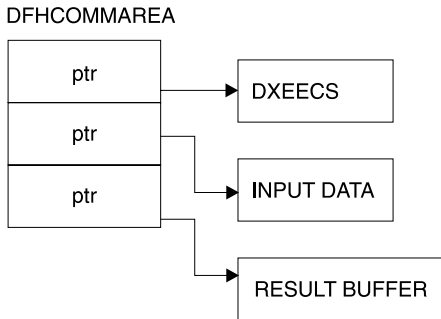 DFHCOMMAREA
ptr
DXEECS
ptr
INPUT DATA
ptr
RESULT BUFFER